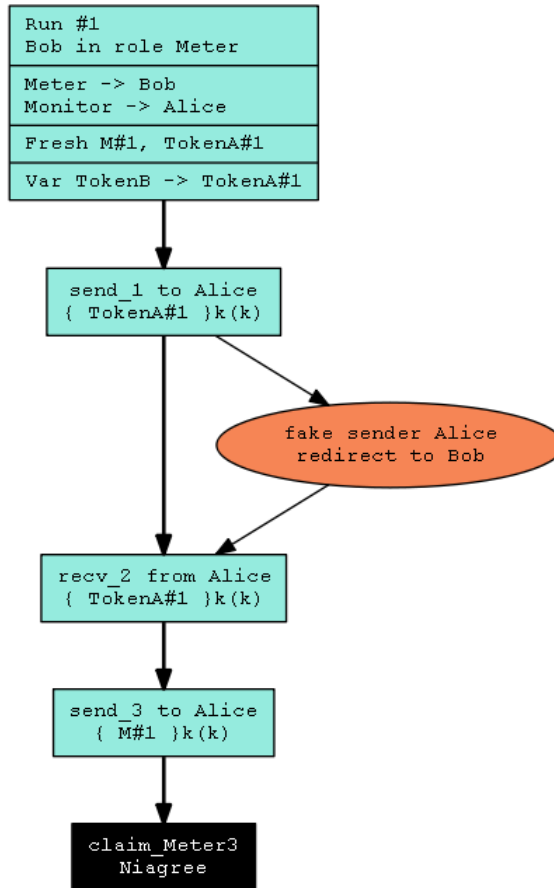 Run #1
Bob in role Meter
Meter -> Bob
Monitor -> Alice
Fresh M#1, TokenA#1
Var TokenB -> TokenA#1
send_1 to Alice
{ TokenA#1 }k(k)
fake sender Alice
redirect to Bob
recv_2 from Alice
{ TokenA#1 }k(k)
send_3 to Alice
{ M#1 }k(k)
claim_Meter3
Niagree